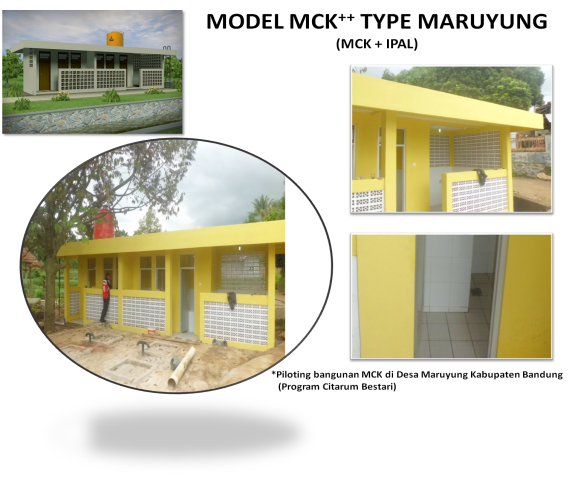 MODEL MCK++ TYPE MARUYUNG
(MCK + IPAL)
*Piloting bangunan MCK di Desa Maruyung Kabupaten Bandung
(Program Citarum Bestari)